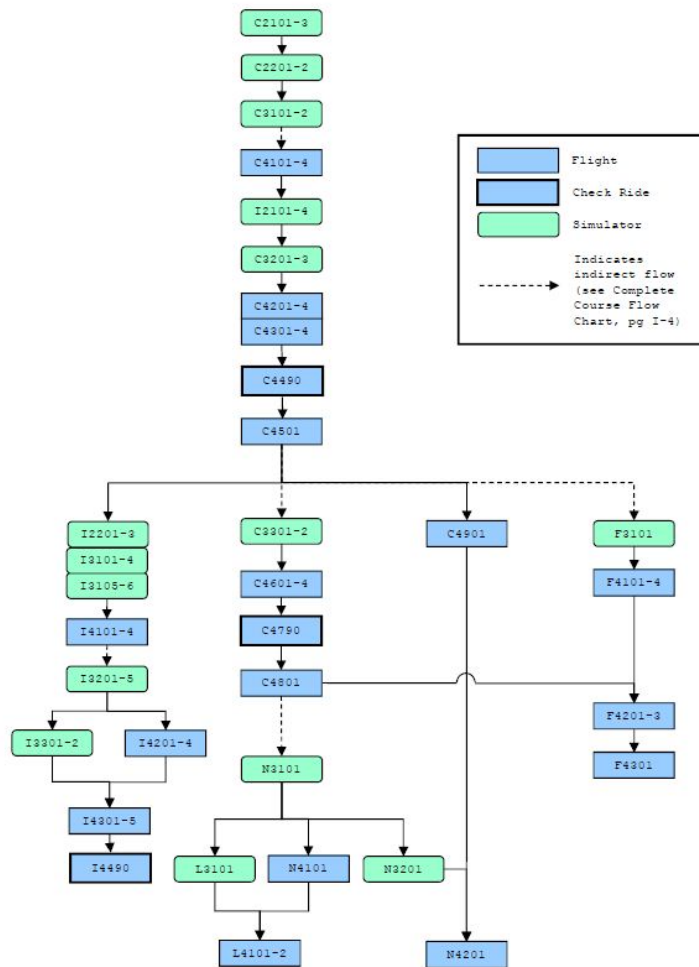 C2101-3
C2201-2
C3101-2
C4101-4
I2101-4
C3201-3
C4201-4
C4301-4
C4490
C4501
Flight
Check Ride
Simulator
Indicates
indirect flow
(see Complete
Course Flow
Chart, pg I-4)
I2201-3
C3301-2
C4901
F3101
I3101-4
I3105-6
C4601-4
F4101-4
I4101-4
C4790
I3201-5
C4801
F4201-3
I3301-2
I4201-4
N3101
F4301
I4301-5
I4490
L3101
N4101
N3201
L4101-2
N4201